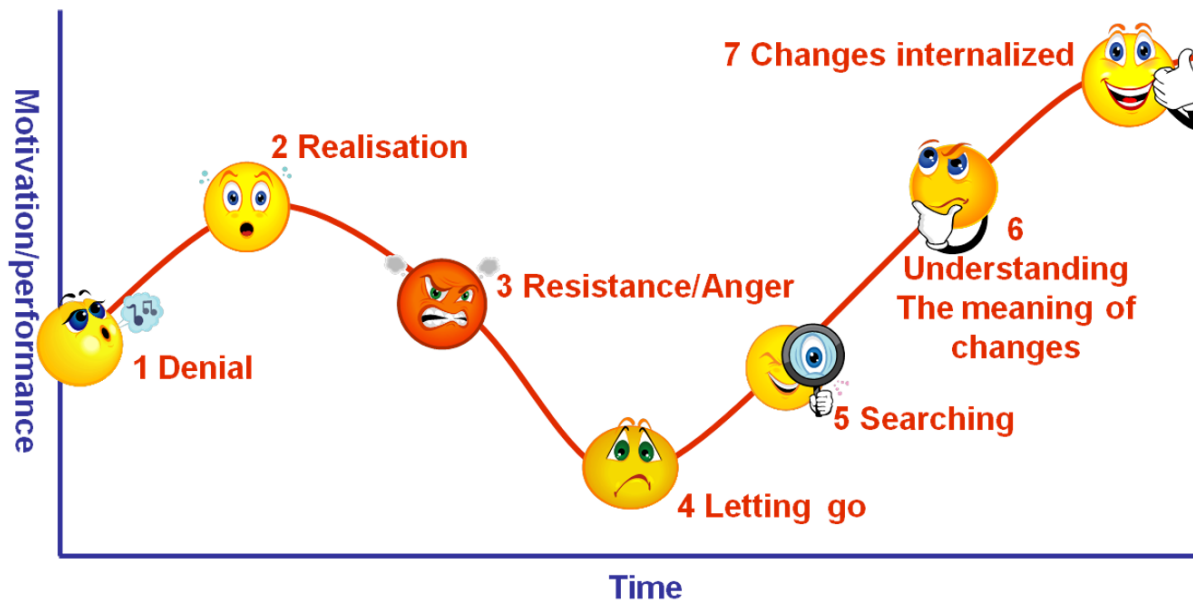 Motivation/performance
7 Changes internalized
2 Realisation
3 Resistance/Anger
1 Denial
6
Understanding
The meaning of
changes
5 Searching
4 Letting go
Time